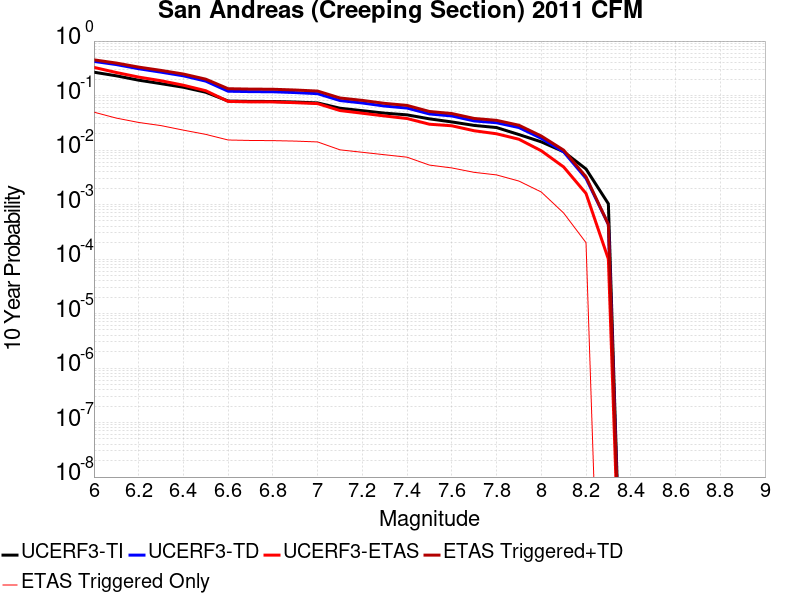 San Andreas (Creeping Section) 2011 CFM
10 0
10 -1
10 -2
10 -3
10 -4
10 -5
10 -6
10 -7
10 -8
10 Year Probability
6 6.2 6.4 6.6 6.8 7 7.2 7.4 7.6 7.8 8 8.2 8.4 8.6 8.8 9
Magnitude
UCERF3-TI UCERF3-TD UCERF3-ETAS ETAS Triggered+TD
ETAS Triggered Only